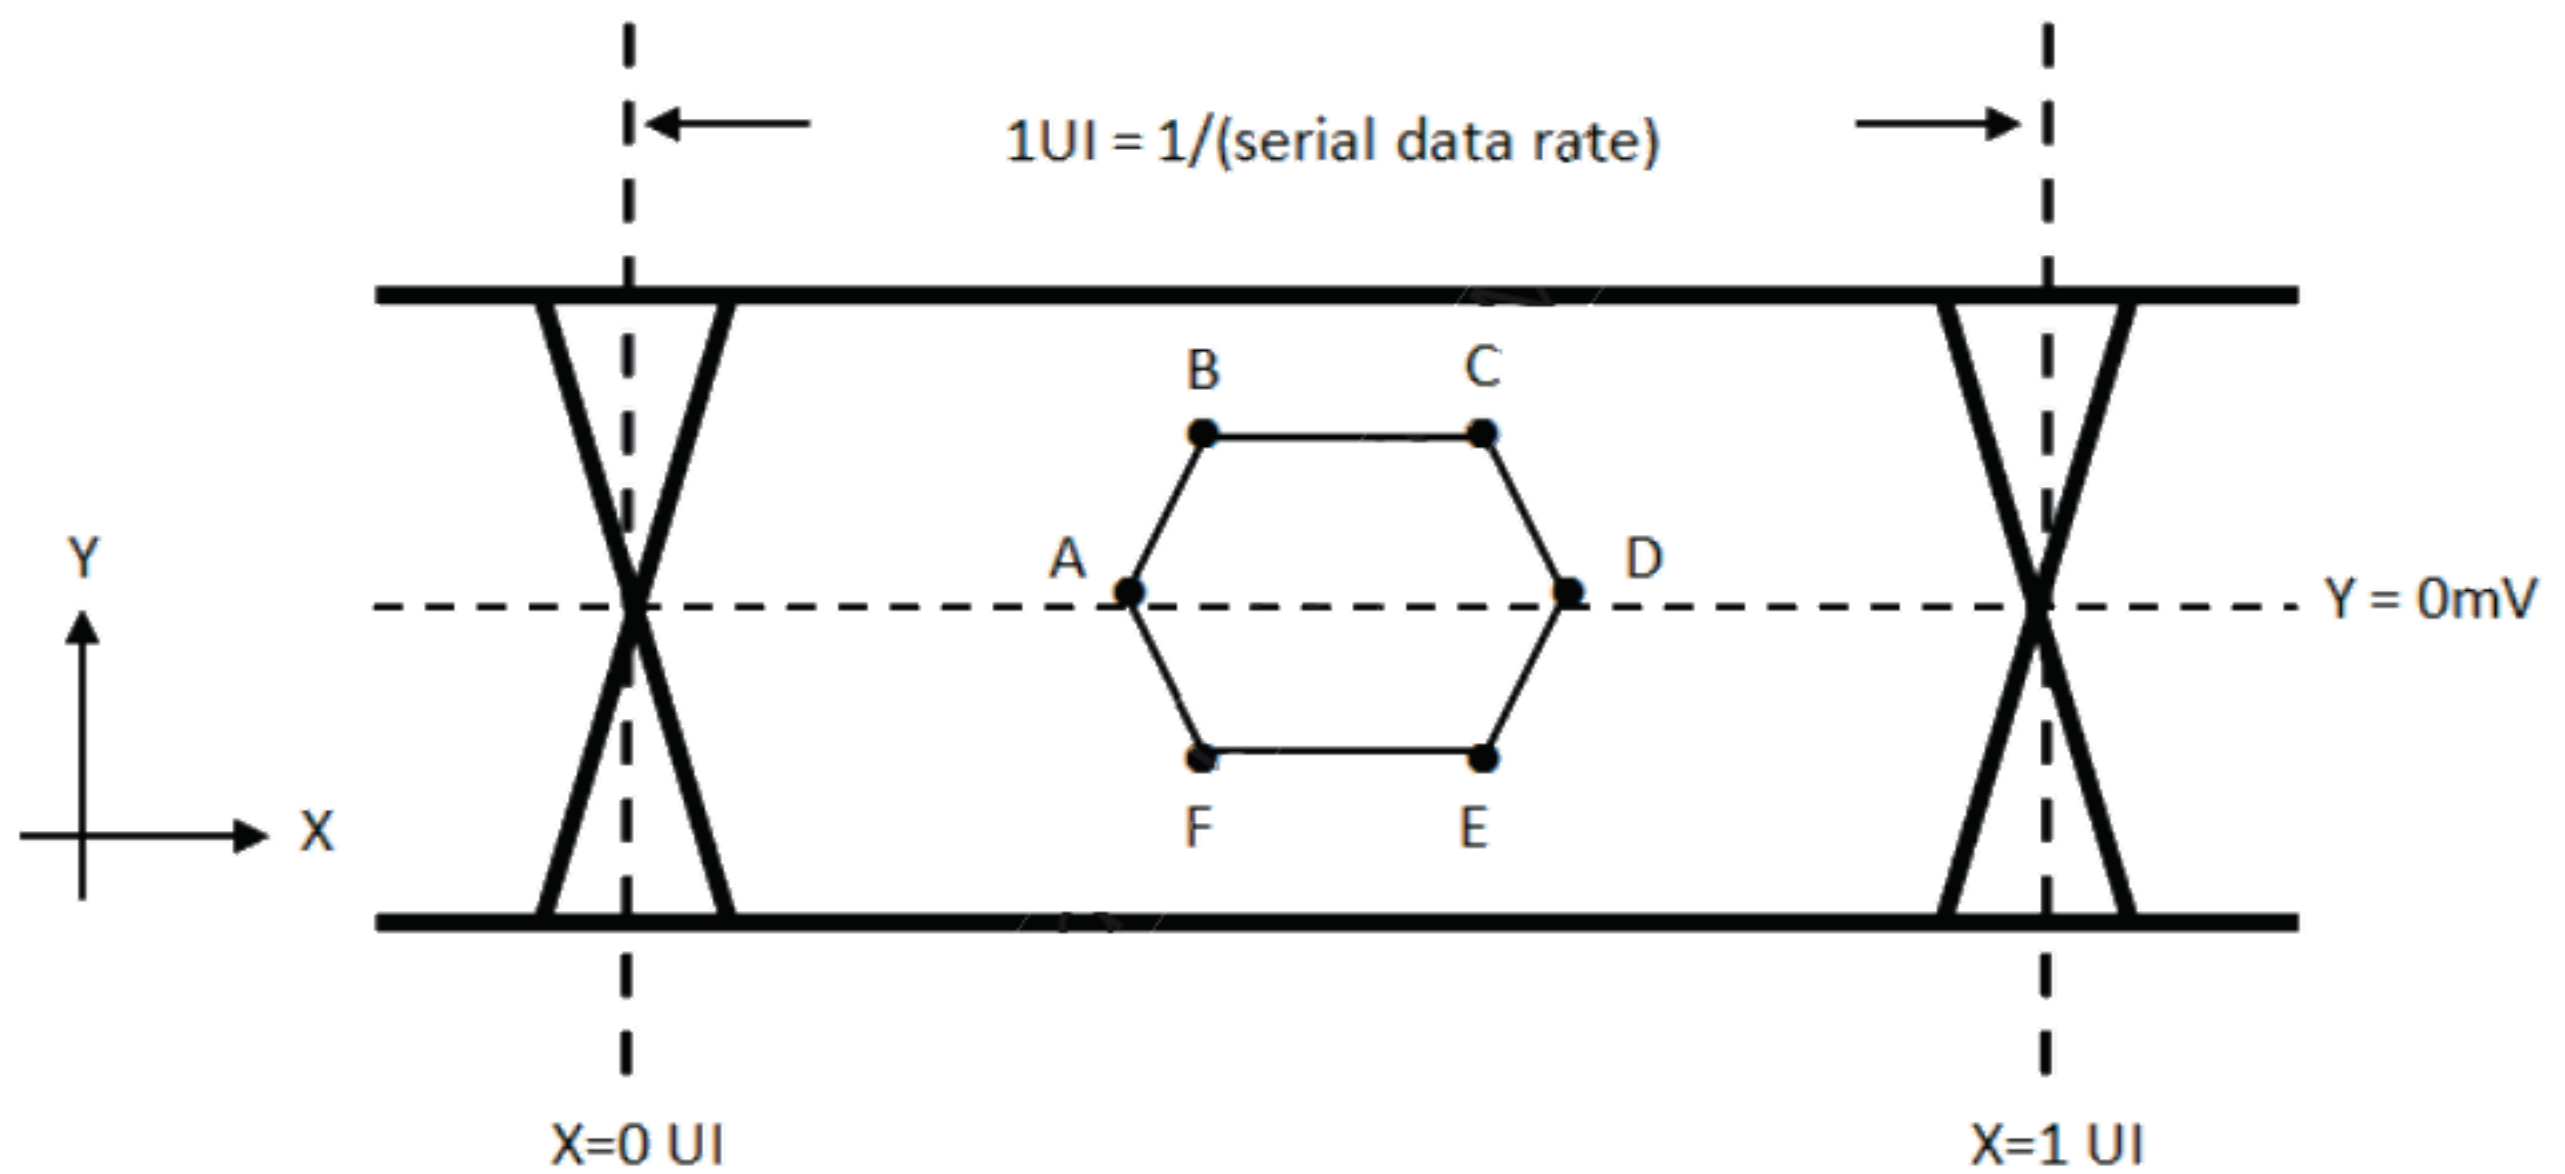 1UI = 1/(serial data rate)
B
C
A
D
Y
Y = 0mV
X
F
E
X=0 UI
X=1 UI